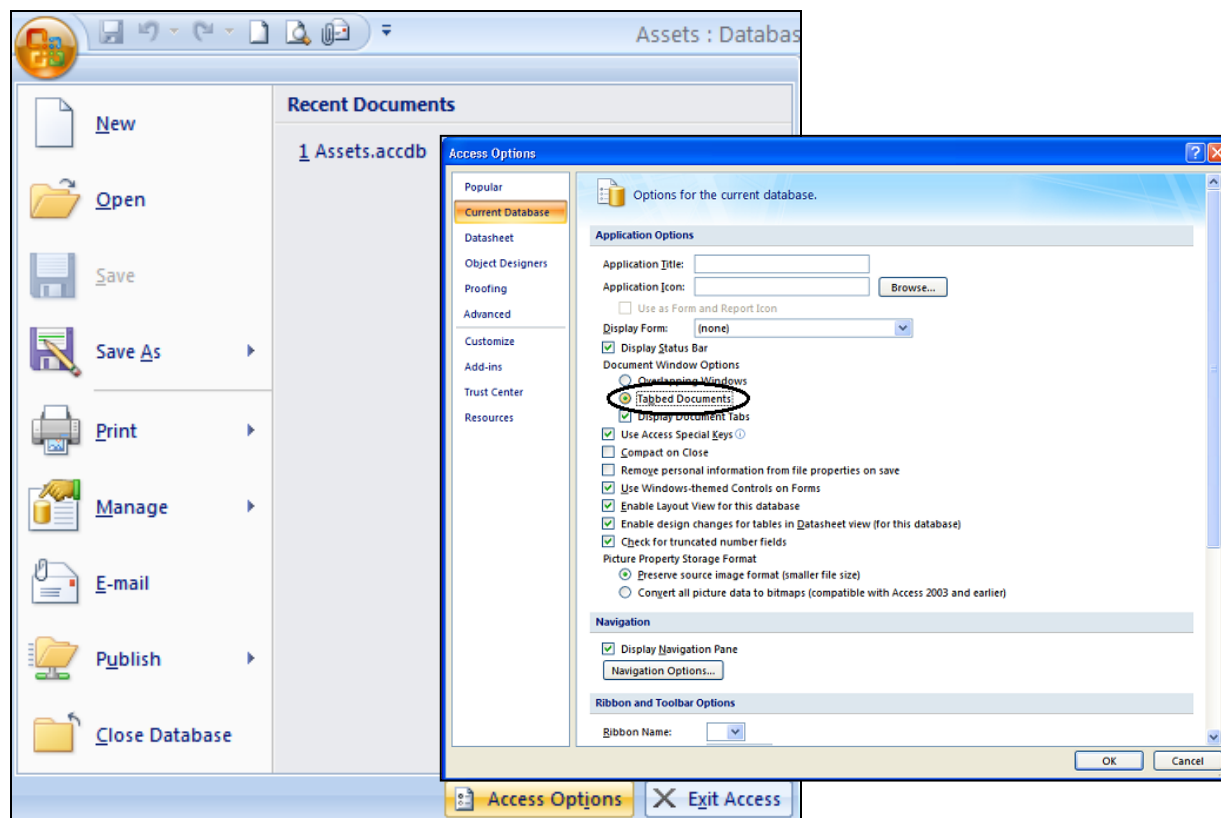 Assets : Databas
Recent Documents
1 Assets.accdb
New
Open
Save
Save As
Print
Manage
E-mail
Publish
Close Database
Access Options
Exit Access
Access Options
Popular
Current Database
Datasheet
Object Designers
Proofing
Advanced
Customize
Add-ins
Trust Center
Resources
Options for the current database.
Application Options
Application Title:
Application Icon:
Browse...
Use as Form and Report Icon
Display Form: (none)
Display Status Bar
Document Window Options
Overlapping Windows
Tabbed Documents
Display Document Tabs
Use Access Special Keys
Compact on Close
Remove personal information from file properties on save
Use Windows-themed Controls on Forms
Enable Layout View for this database
Enable design changes for tables in Datasheet view (for this database)
Check for truncated number fields
Picture Property Storage Format
Preserve source image format (smaller file size)
Convert all picture data to bitmaps (compatible with Access 2003 and earlier)
Navigation
Display Navigation Pane
Navigation Options...
Ribbon and Toolbar Options
Ribbon Name:
OK
Cancel